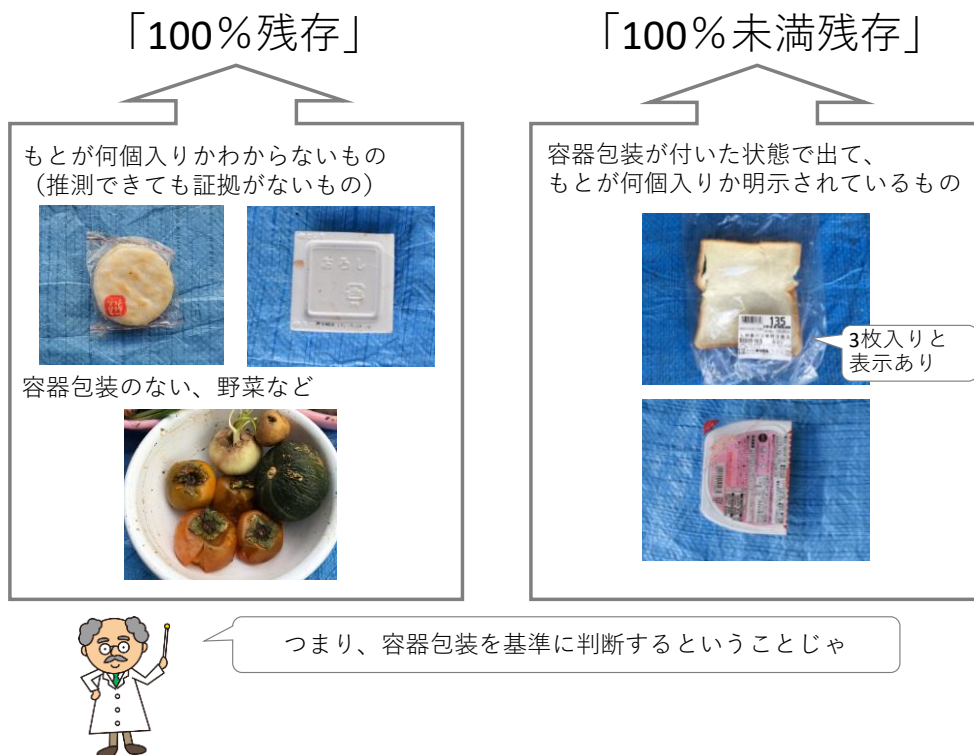 「100％残存」
「100％未満残存」
もとが何個入りかわからないもの
（推測できても証拠がないもの）
おろし
容器包装のない、野菜など
容器包装が付いた状態で出て、
もとが何個入りか明示されているもの
135
3枚入りと
表示あり
つまり、容器包装を基準に判断するということじゃ